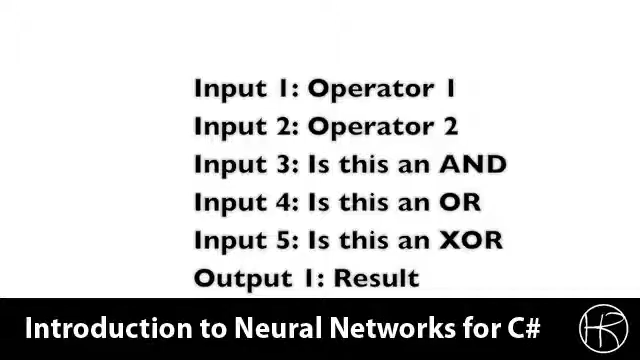 Input 1: Operator 1
Input 2: Operator 2
Input 3: Is this an AND
Input 4: Is this an OR
Input 5: Is this an XOR
Output 1: Result
Introduction to Neural Networks for C#